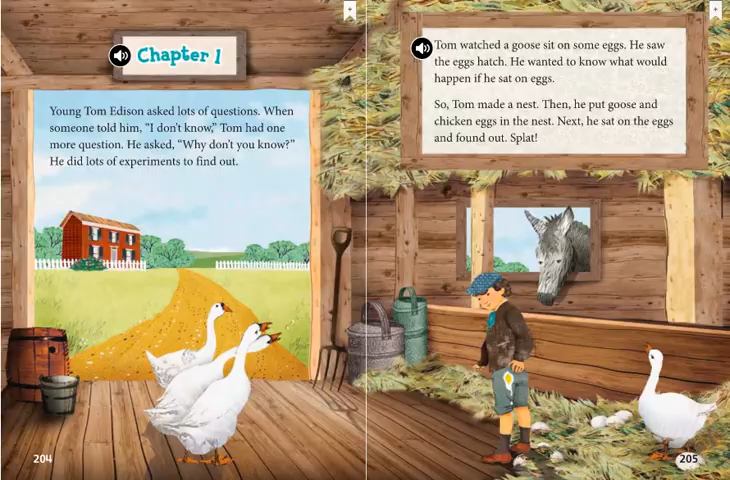 Chapter 1
Young Tom Edison asked lots of questions. When
someone told him, “I don’t know,” Tom had one
more question. He asked, “Why don’t you know?”
He did lots of experiments to find out.
204
Tom watched a goose sit on some eggs. He saw
the eggs hatch. He wanted to know what would
happen if he sat on eggs.
So, Tom made a nest. Then, he put goose and
chicken eggs in the nest. Next, he sat on the eggs
and found out. Splat!
205